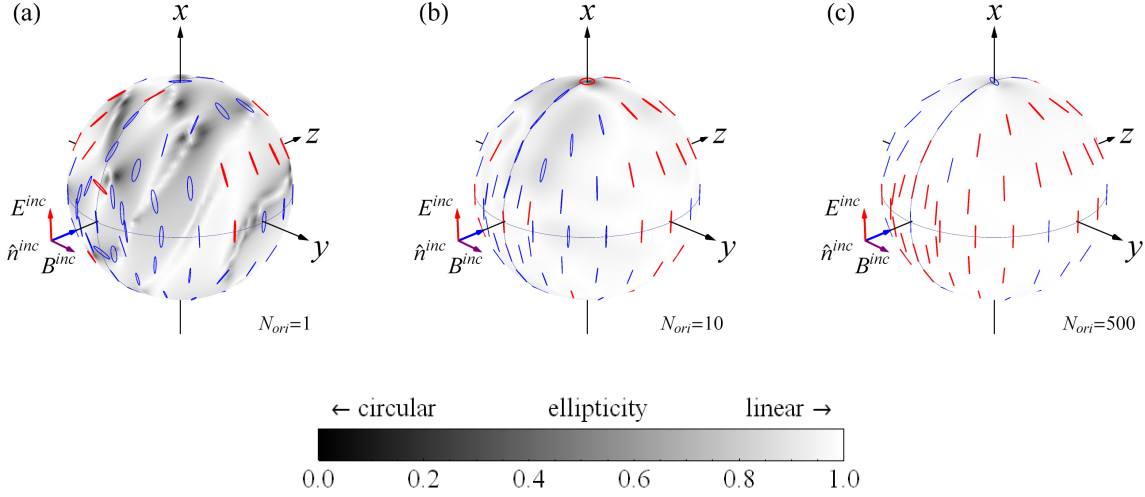 (a)
x
z
y
E^inc
n̂^inc
B^inc
N_ori=1
(b)
x
z
y
E^inc
n̂^inc
B^inc
N_ori=10
(c)
x
z
y
E^inc
n̂^inc
B^inc
N_ori=500
← circular ellipticity linear →
0.0 0.2 0.4 0.6 0.8 1.0